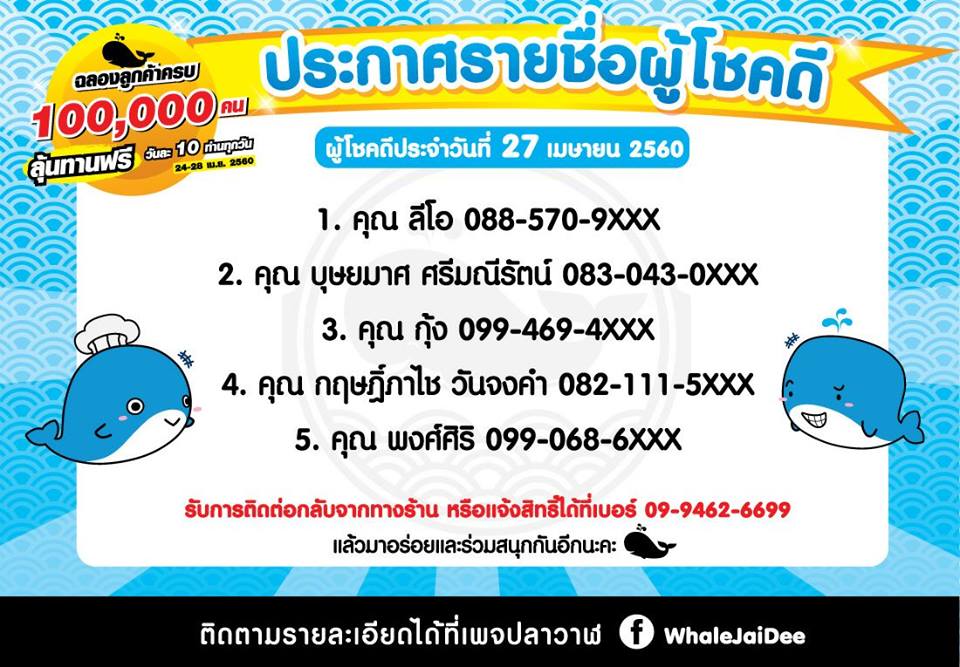 ฉลองลูกค้าครบ
100,000 คน
ลุ้นทานฟรี วันละ 10 ท่านทุกวัน
24-28 เม.ย. 2560
ประกาศรายชื่อผู้โชคดี
ผู้โชคดีประจำวันที่ 27 เมษายน 2560
1. คุณ ลีโอ 088-570-9XXX
2. คุณ บุษยมาศ ศรีมณีรัตน์ 083-043-0XXX
3. คุณ กุ้ง 099-469-4XXX
4. คุณ กฤษฎิ์ภาไช วันจงคำ 082-111-5XXX
5. คุณ พงศ์ศิริ 099-068-6XXX
รับการติดต่อกลับจากทางร้าน หรือแจ้งสิทธิ์ได้ที่เบอร์ 09-9462-6699
แล้วมาอร่อยและร่วมสนุกกันอีกนะคะ
ติดตามรายละเอียดได้ที่เพจปลาวาฬ f WhaleJaiDee